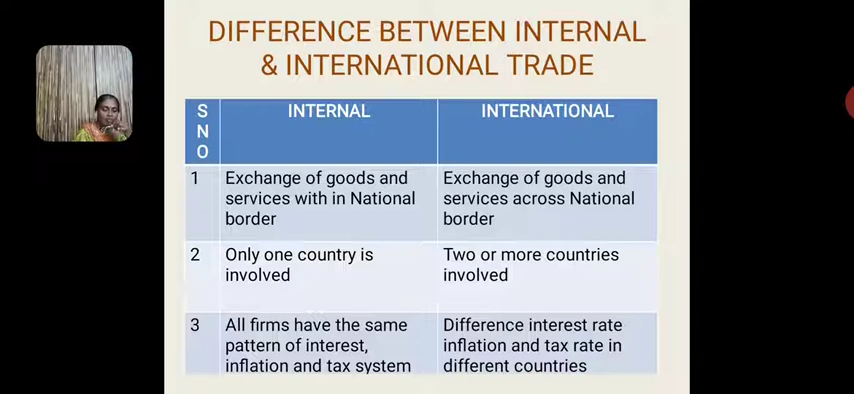 DIFFERENCE BETWEEN INTERNAL
& INTERNATIONAL TRADE
S
N
O
INTERNAL
INTERNATIONAL
1
Exchange of goods and
services with in National
border
Exchange of goods and
services across National
border
2
Only one country is
involved
Two or more countries
involved
3
All firms have the same
pattern of interest,
inflation and tax system
Difference interest rate
inflation and tax rate in
different countries